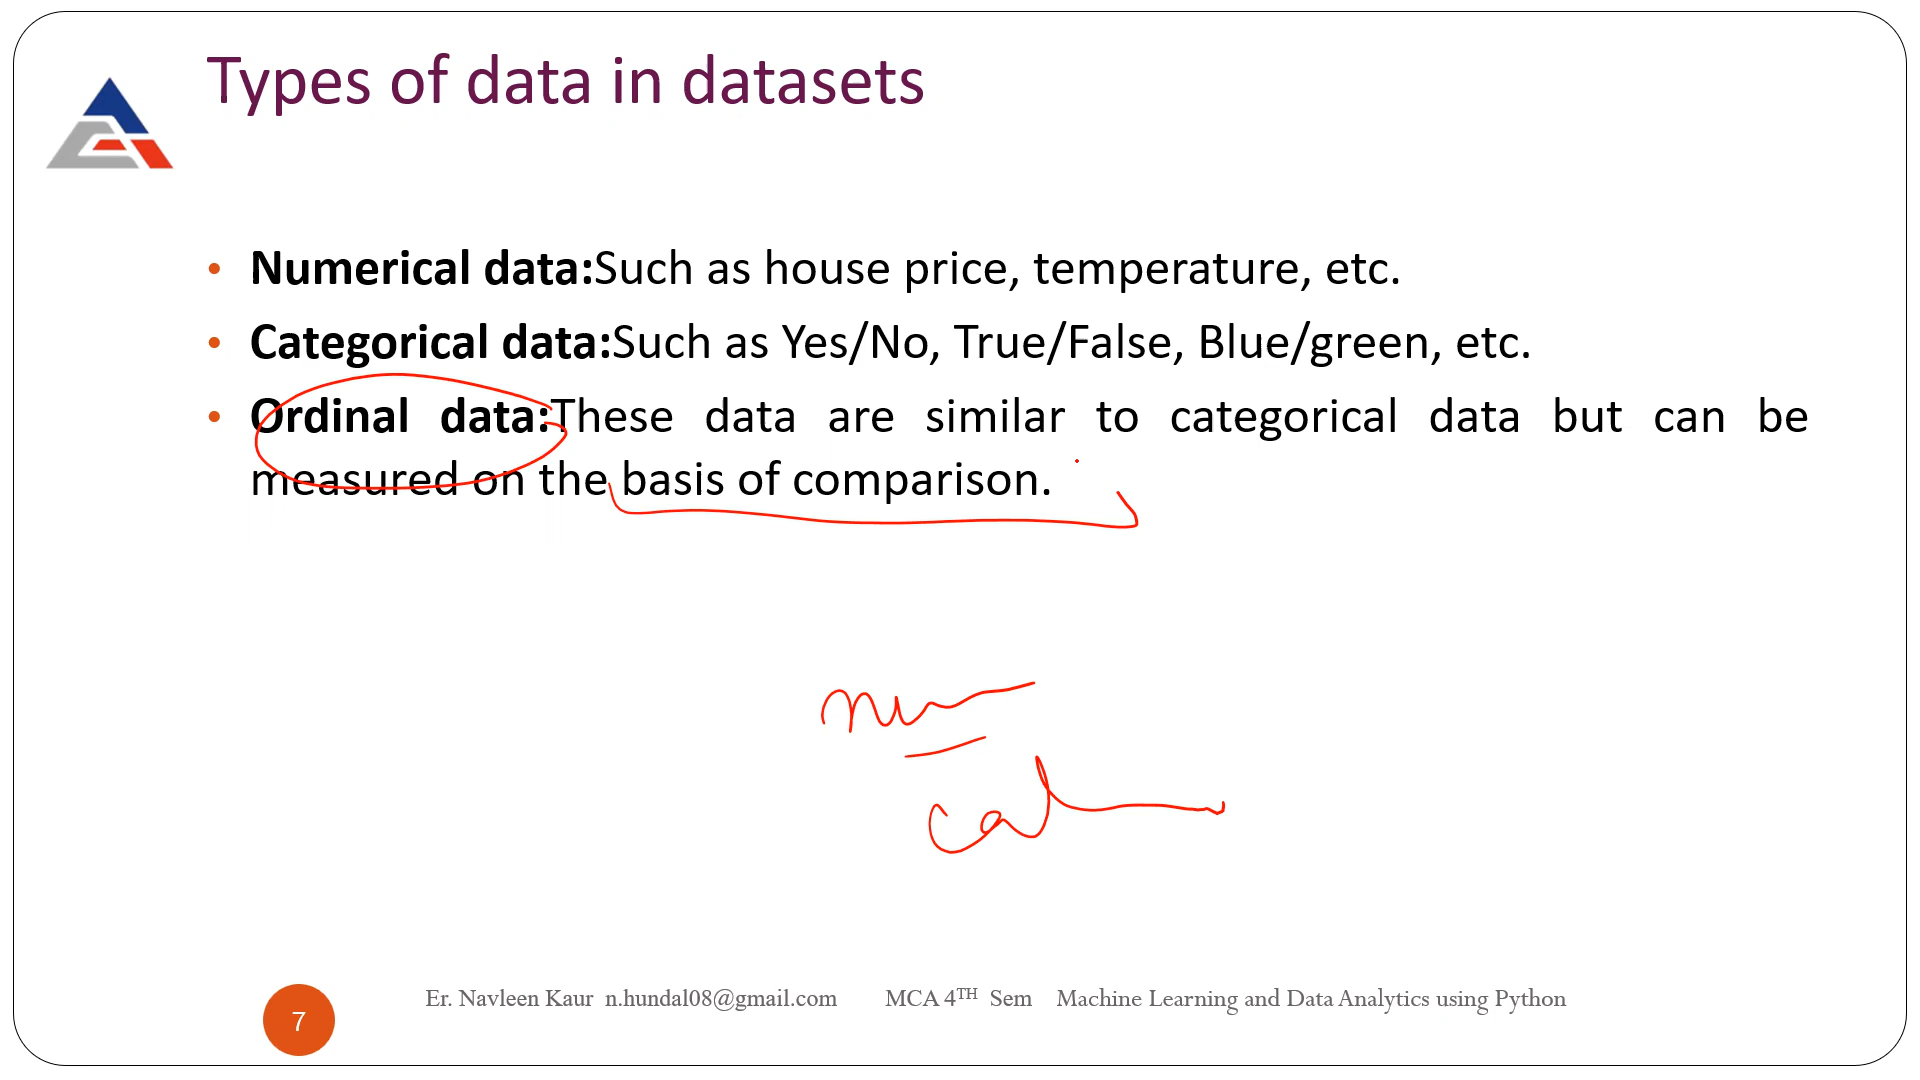 Types of data in datasets
• Numerical data:Such as house price, temperature, etc.
• Categorical data:Such as Yes/No, True/False, Blue/green, etc.
• Ordinal data:These data are similar to categorical data but can be
measured on the basis of comparison.
num
cat
7
Er. Navleen Kaur n.hundal08@gmail.com MCA 4TH Sem Machine Learning and Data Analytics using Python